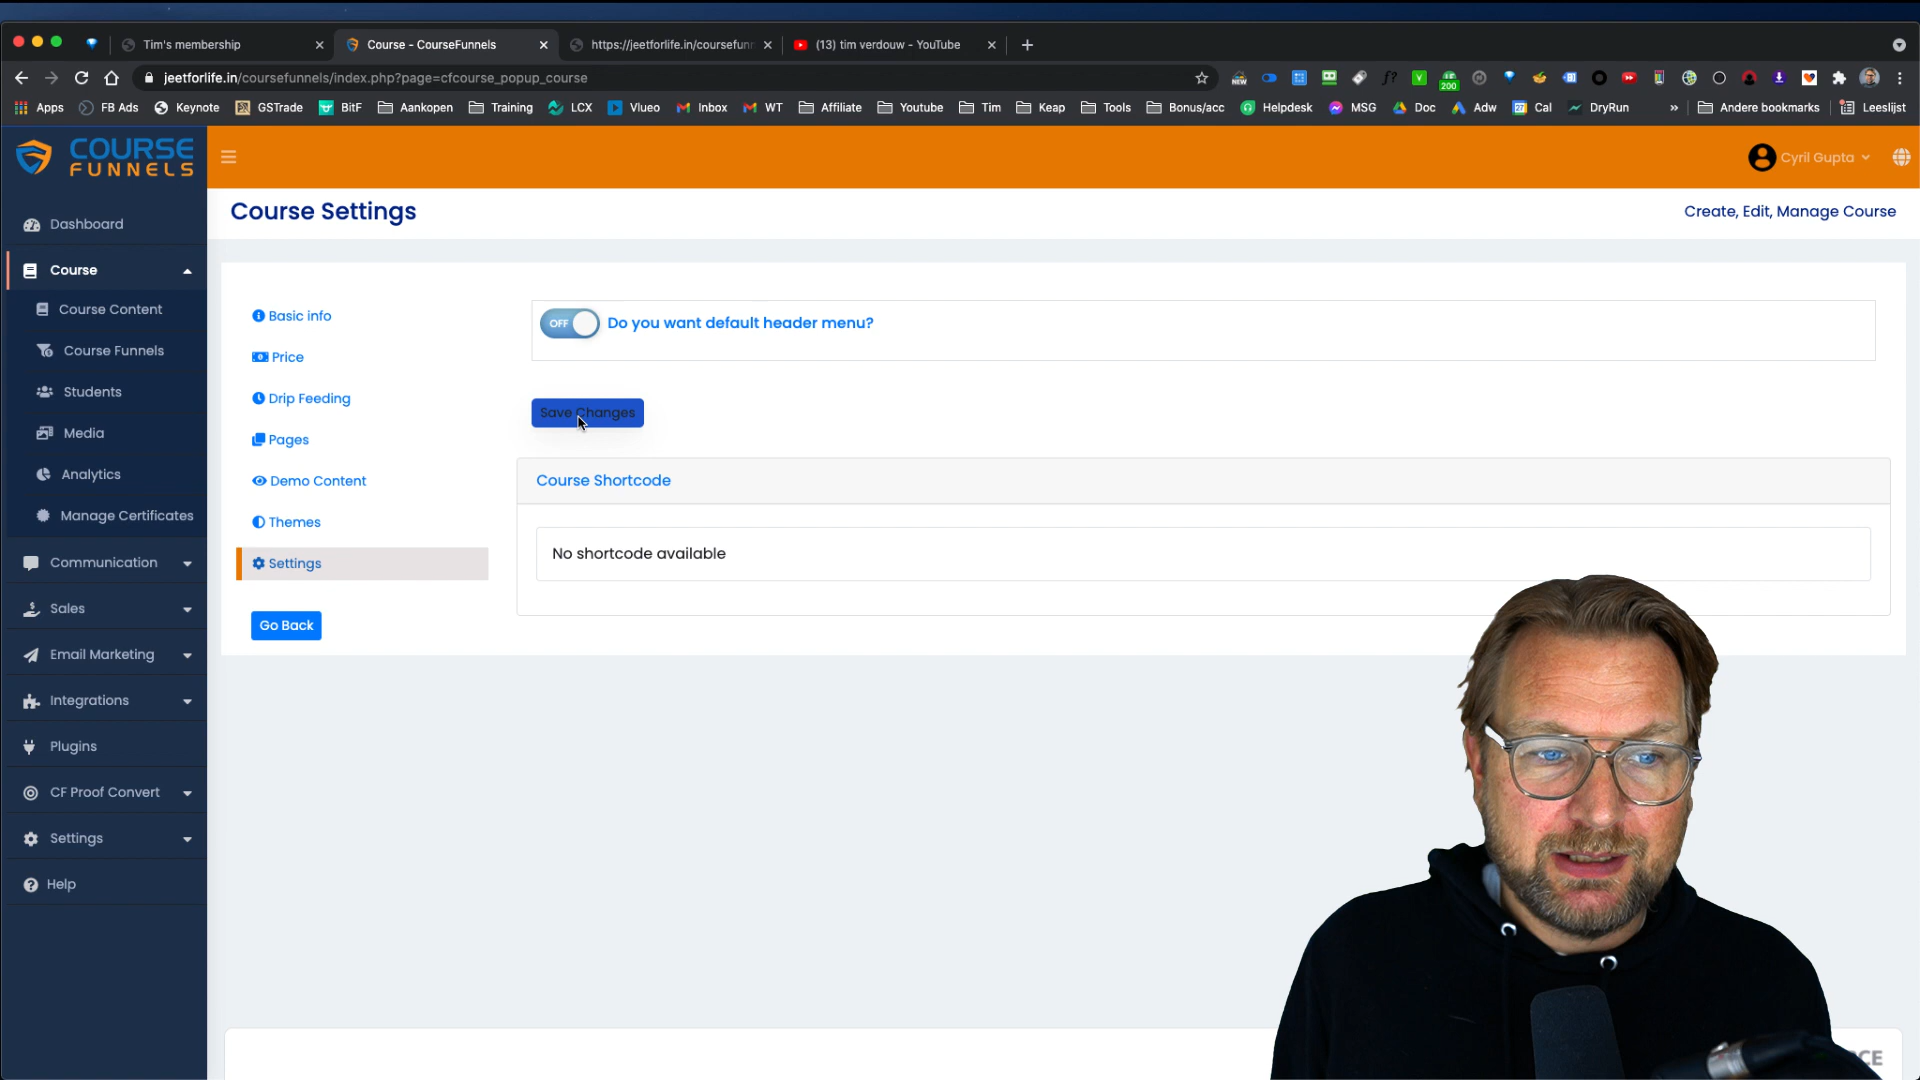 Tim's membership
Course - CourseFunnels
https://jeetforlife.in/coursefunn
(13) tim verdouw - YouTube
jeetforlife.in/coursefunnels/index.php?page=cfcourse_popup_course
NEW
200
Apps
FB Ads
Keynote
GSTrade
BitF
Aankopen
Training
LCX
Vlueo
Inbox
WT
Affiliate
Youtube
Tim
Keap
Tools
Bonus/acc
Helpdesk
MSG
Doc
Adw
Cal
DryRun
»
Andere bookmarks
Leeslijst
COURSE
FUNNELS
Cyril Gupta
Course Settings
Create, Edit, Manage Course
Dashboard
Course
Course Content
Course Funnels
Students
Media
Analytics
Manage Certificates
Communication
Sales
Email Marketing
Integrations
Plugins
CF Proof Convert
Settings
Help
Basic info
Price
Drip Feeding
Pages
Demo Content
Themes
Settings
Go Back
OFF
Do you want default header menu?
Save Changes
Course Shortcode
No shortcode available